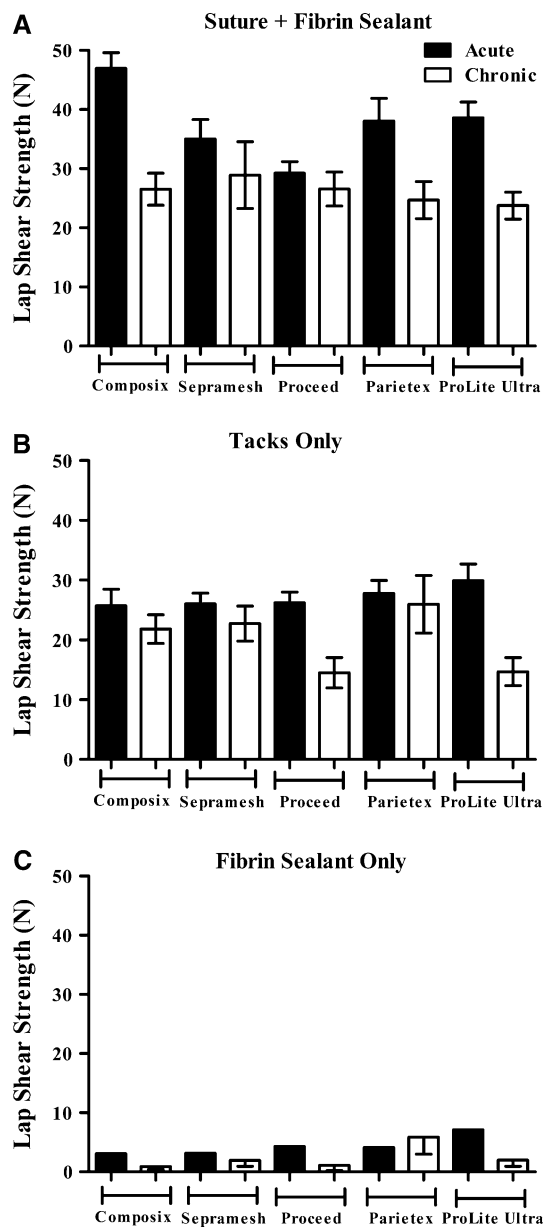 A
Suture + Fibrin Sealant
Acute
Chronic
Lap Shear Strength (N)
50
40
30
20
10
0
Composix Sepramesh Proceed Parietex ProLite Ultra
B
Tacks Only
Lap Shear Strength (N)
50
40
30
20
10
0
Composix Sepramesh Proceed Parietex ProLite Ultra
C
Fibrin Sealant Only
Lap Shear Strength (N)
50
40
30
20
10
0
Composix Sepramesh Proceed Parietex ProLite Ultra